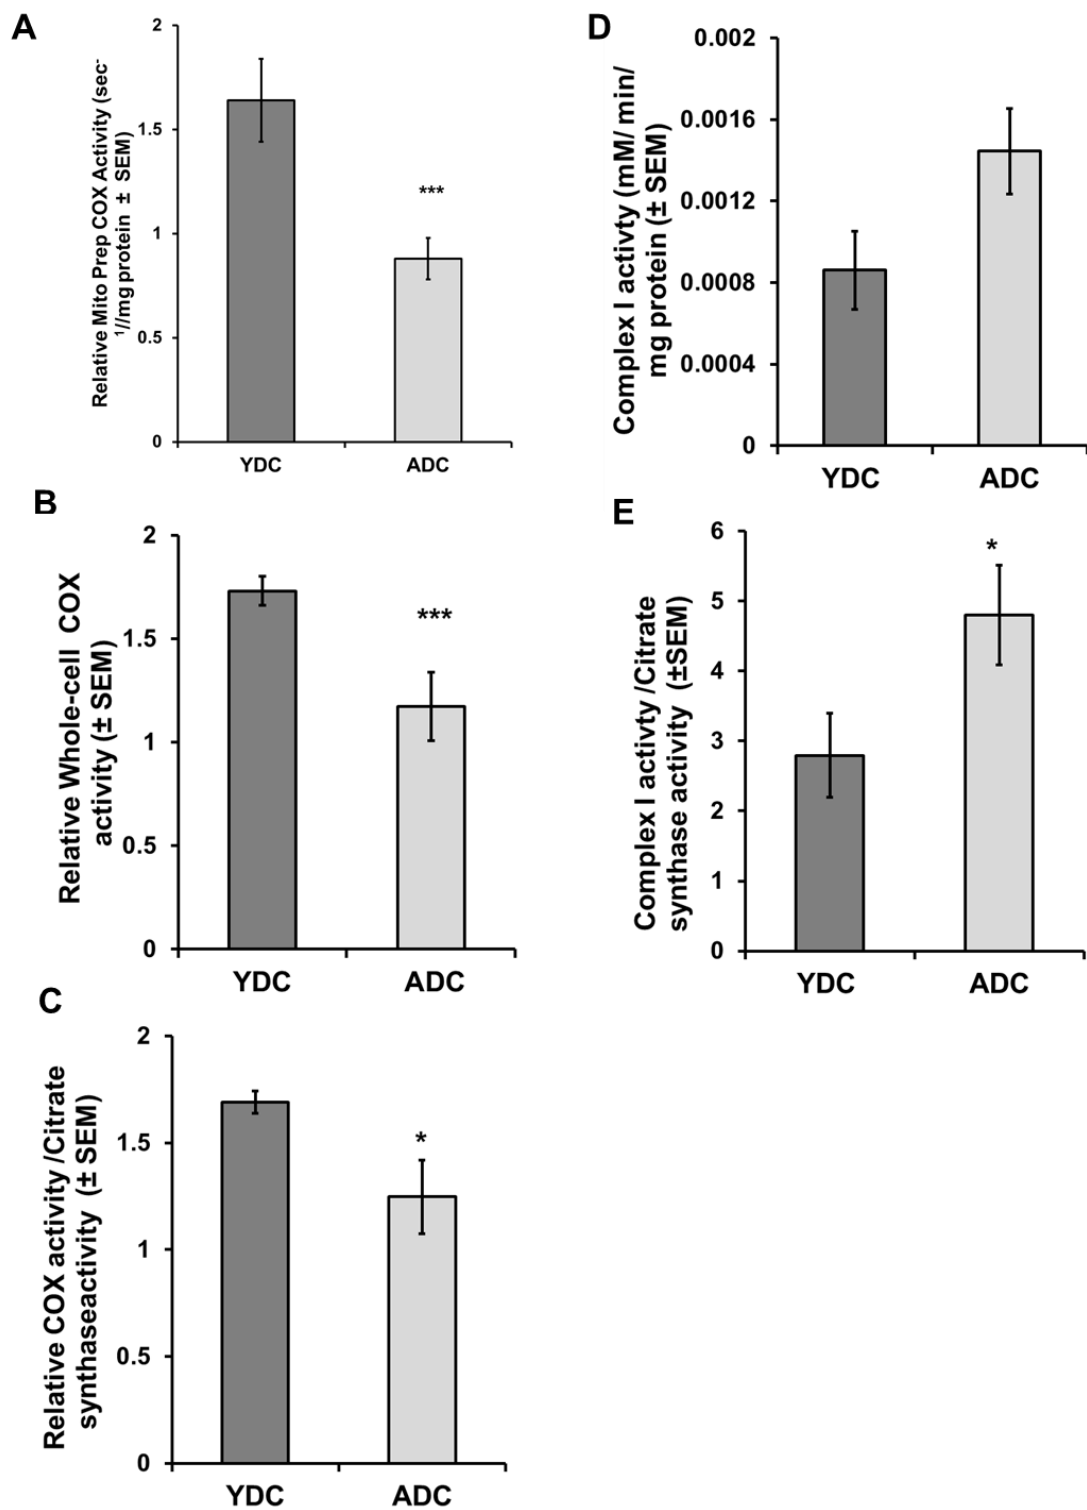 A
Relative Mito Prep COX Activity (sec-
1//mg protein ± SEM)
2
1.5
1
0.5
0
***
YDC ADC
B
Relative Whole-cell COX
activity (± SEM)
2
1.5
1
0.5
0
***
YDC ADC
C
Relative COX activity /Citrate
synthaseactivity (± SEM)
2
1.5
1
0.5
0
*
YDC ADC
D
Complex I activty (mM/ min/
mg protein (± SEM)
0.002
0.0016
0.0012
0.0008
0.0004
0
YDC ADC
E
Complex I activty /Citrate
synthase activity (±SEM)
6
5
4
3
2
1
0
*
YDC ADC